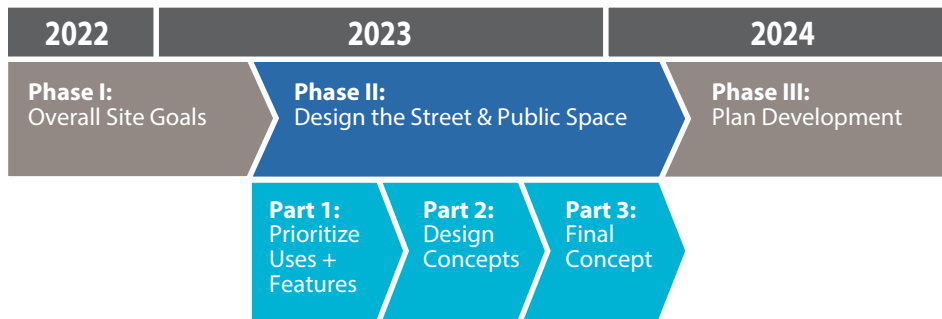 2022
2023
2024
Phase I:
Overall Site Goals
Phase II:
Design the Street & Public Space
Phase III:
Plan Development
Part 1:
Prioritize
Uses +
Features
Part 2:
Design
Concepts
Part 3:
Final
Concept